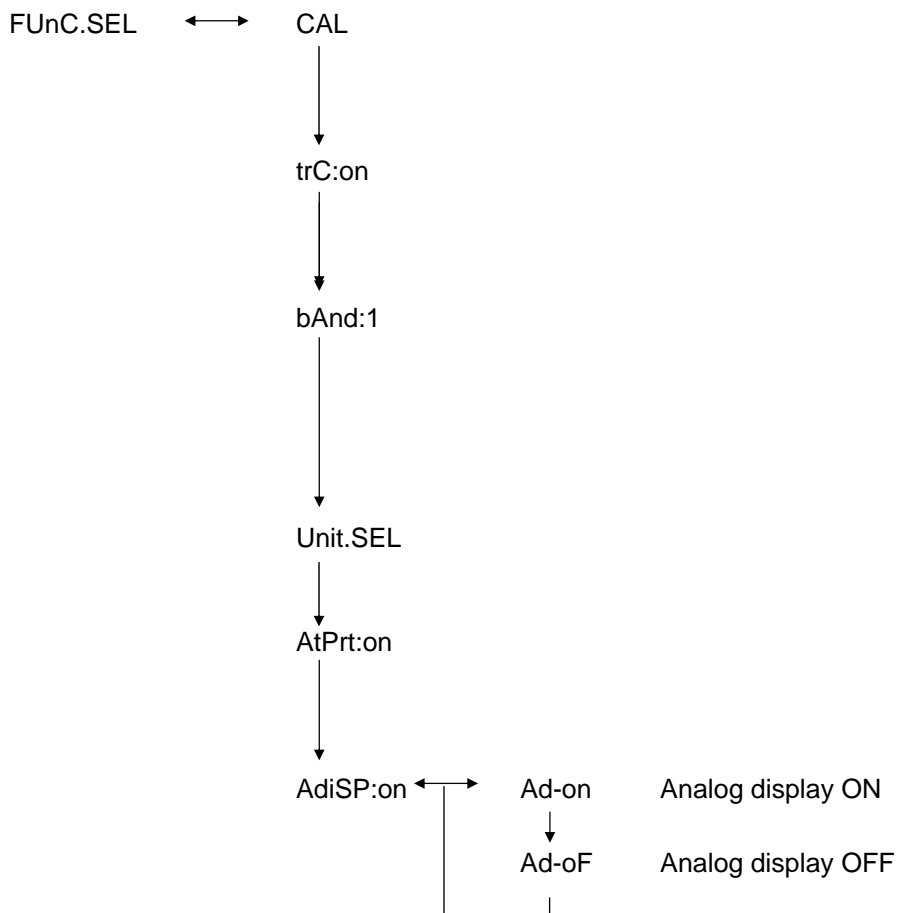 FUnC.SEL CAL
trC:on
bAnd:1
Unit.SEL
AtPrt:on
AdiSP:on Ad-on Analog display ON
Ad-oF Analog display OFF